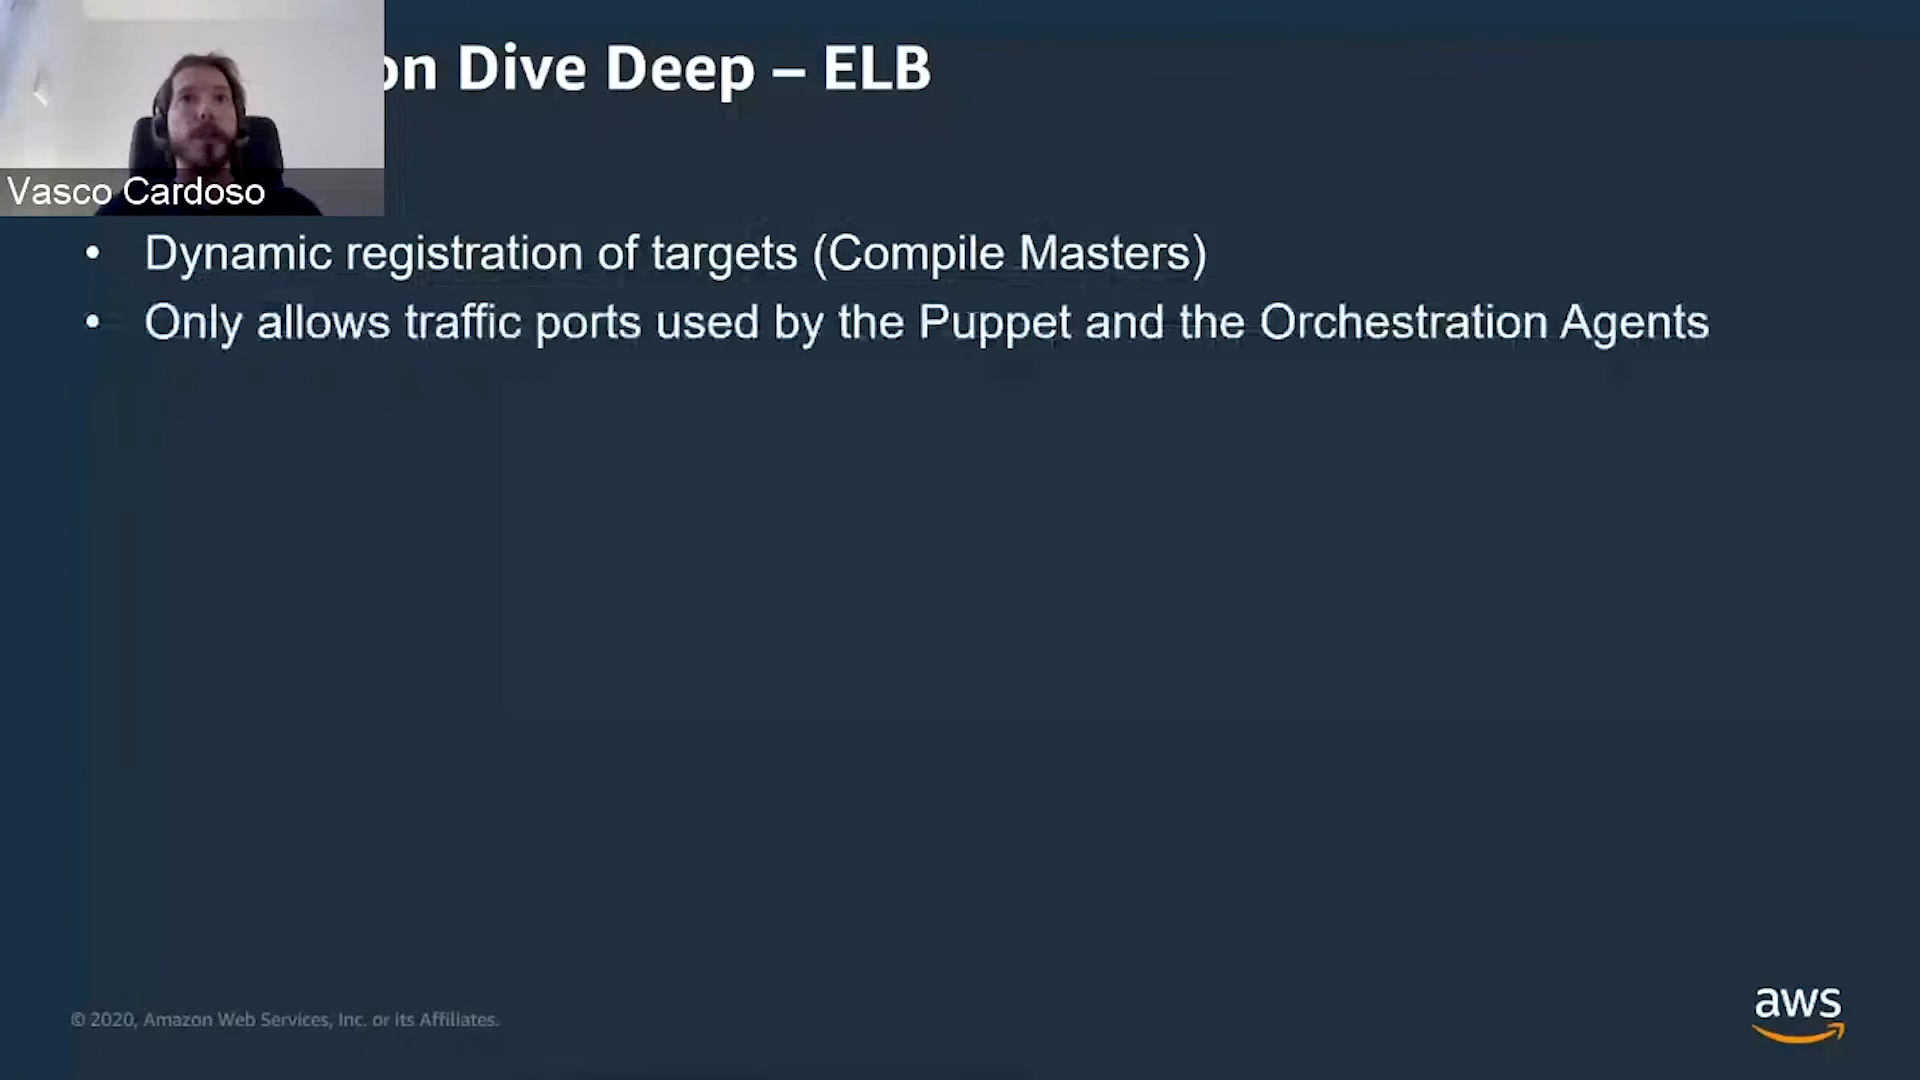 on Dive Deep – ELB
Vasco Cardoso
• Dynamic registration of targets (Compile Masters)
• Only allows traffic ports used by the Puppet and the Orchestration Agents
© 2020, Amazon Web Services, Inc. or its Affiliates.
aws